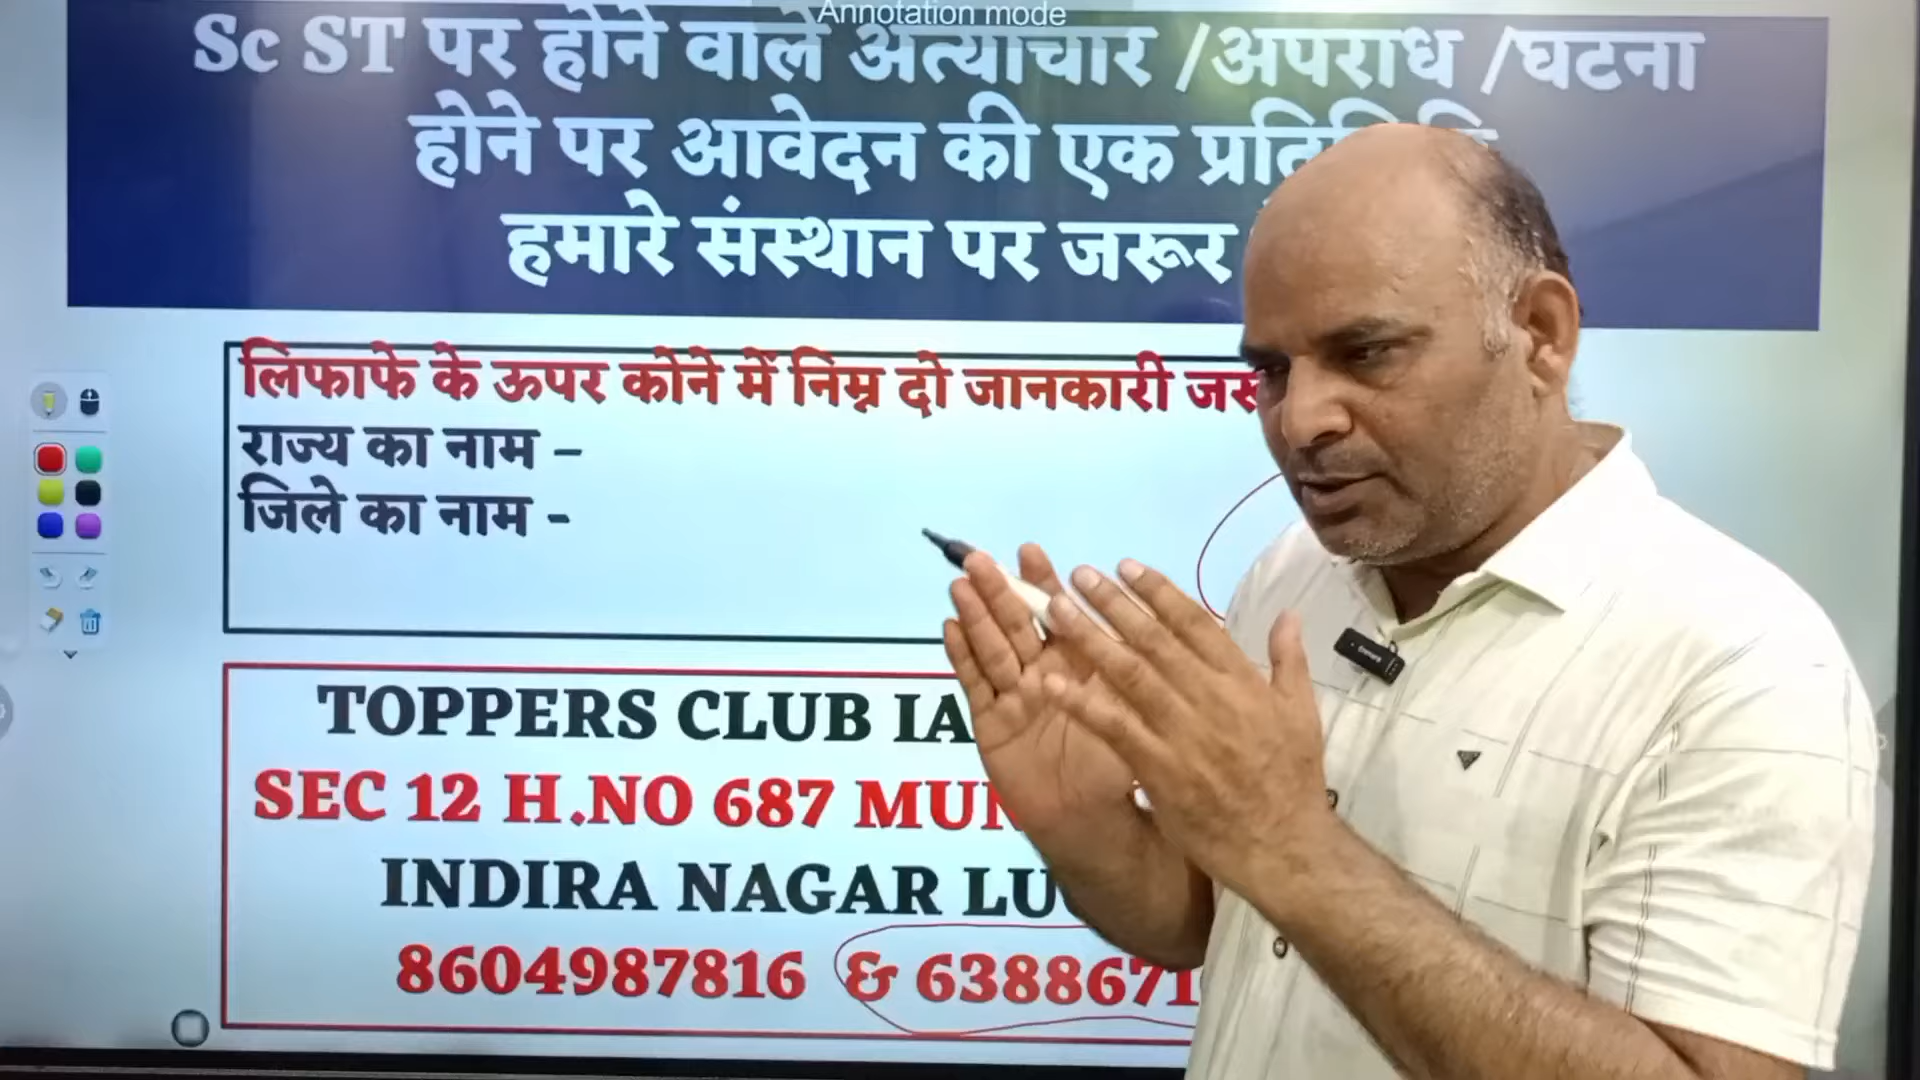 Annotation mode
Sc ST पर होने वाले अत्याचार /अपराध /घटना
होने पर आवेदन की एक
हमारे संस्थान पर जरूर
लिफाफे के ऊपर कोने में निम्न दो जानकारी
राज्य का नाम –
जिले का नाम -
TOPPERS CLUB
SEC 12 H.NO 687
INDIRA NAGAR
8604987816 & 6388671